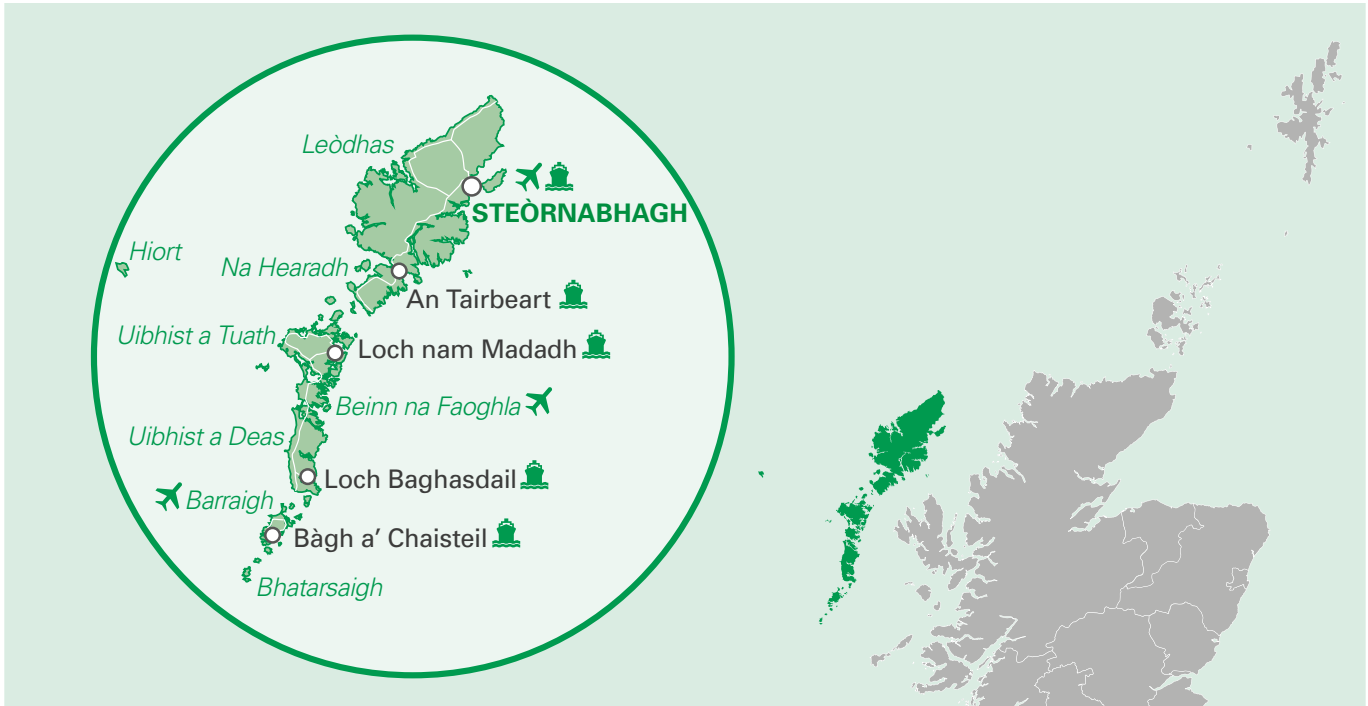 Leòdhas
STEÒRNABHAGH
Hiort
Na Hearadh
An Tairbeart
Uibhist a Tuath
Loch nam Madadh
Beinn na Faoghla
Uibhist a Deas
Loch Baghasdail
Barraigh
Bàgh a’ Chaisteil
Bhatarsaigh